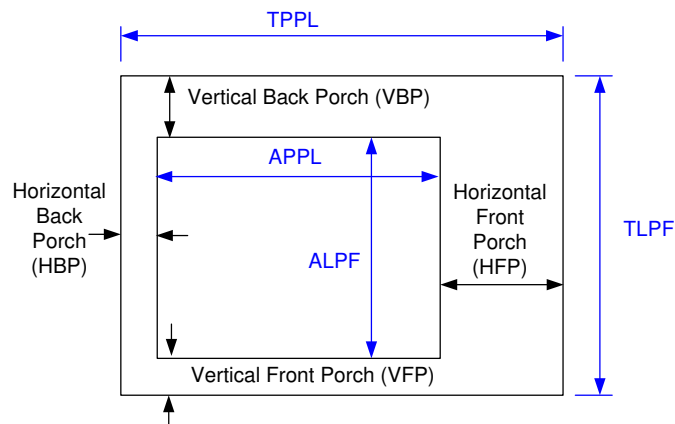 TPPL
Vertical Back Porch (VBP)
APPL
Horizontal
Back
Porch
(HBP)
Horizontal
Front
Porch
(HFP)
TLPF
ALPF
Vertical Front Porch (VFP)